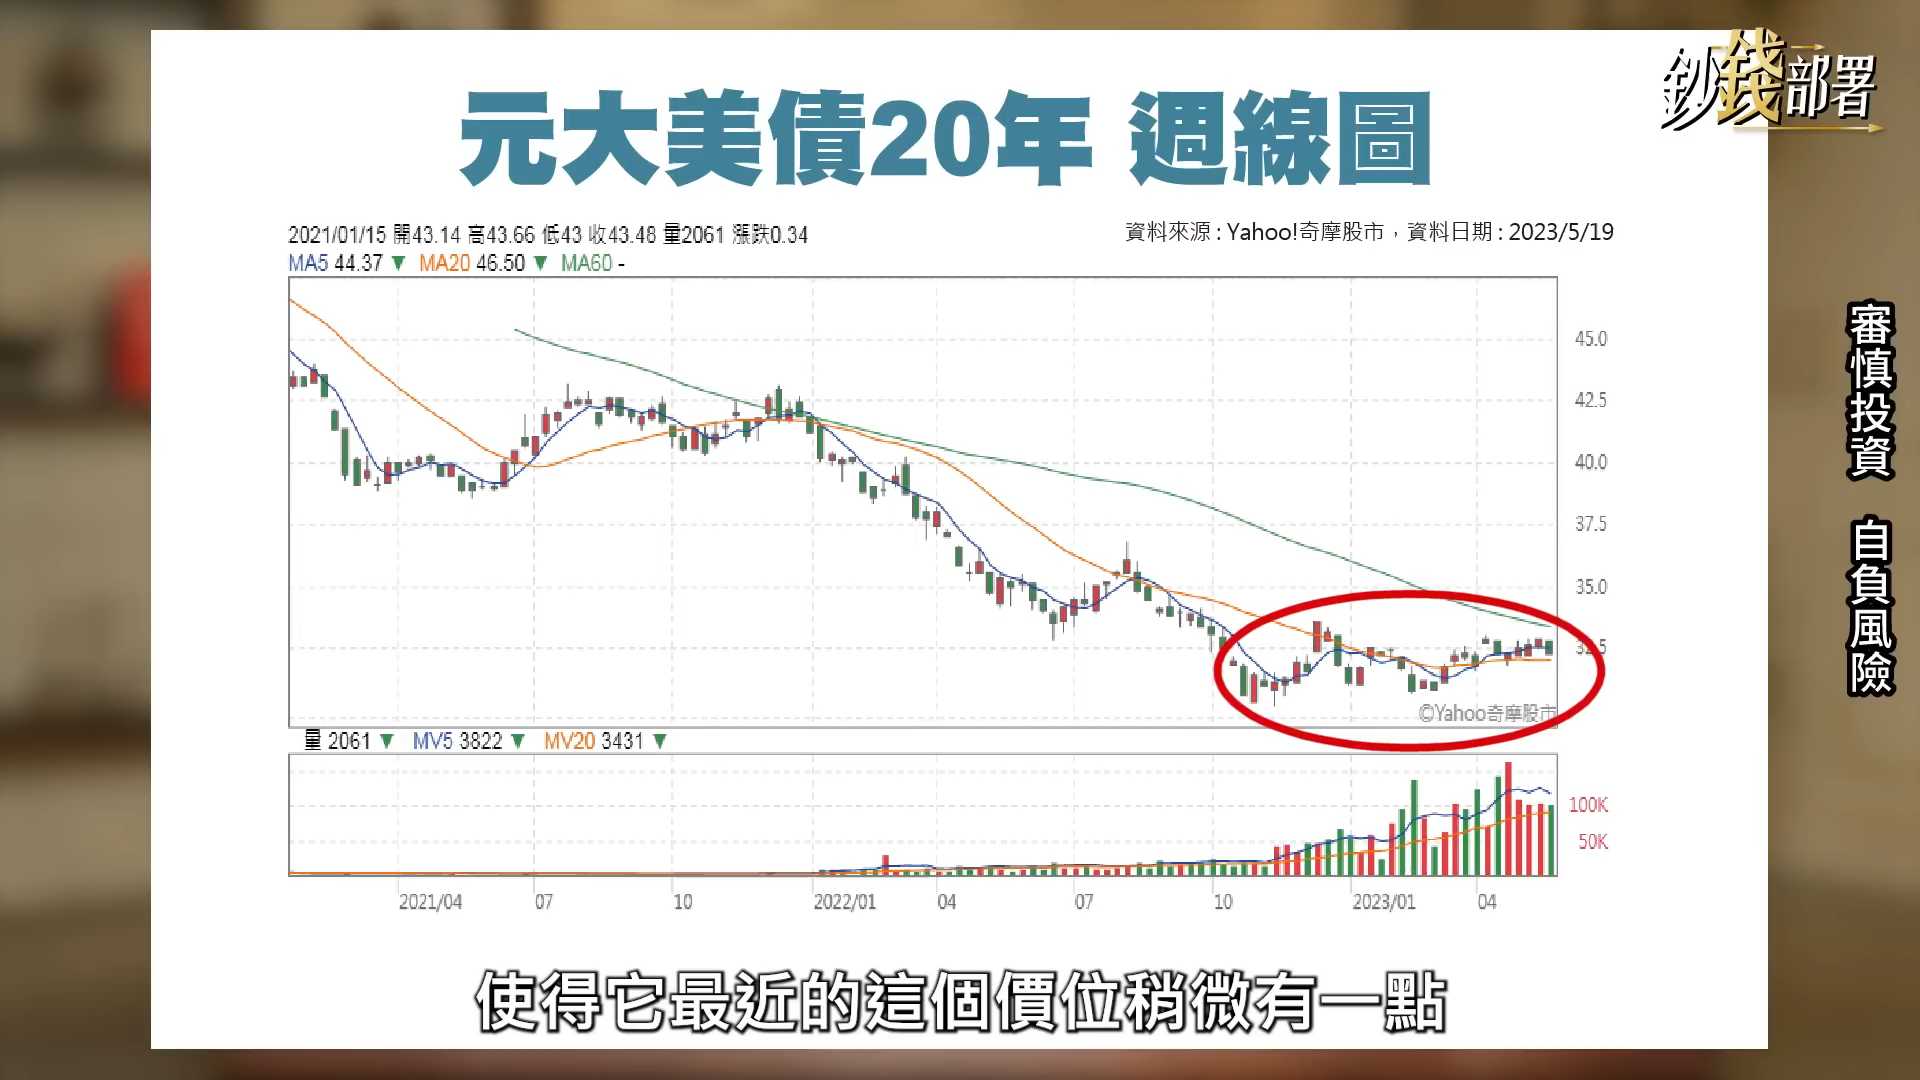 鈔錢部署
元大美債20年 週線圖
2021/01/15 開43.14 高43.66 低43 收43.48 量2061 漲跌0.34
資料來源 : Yahoo!奇摩股市，資料日期 : 2023/5/19
MA5 44.37 ▼ MA20 46.50 ▼ MA60 -
45.0
42.5
40.0
37.5
35.0
32.5
©Yahoo奇摩股市
量 2061 ▼ MV5 3822 ▼ MV20 3431 ▼
100K
50K
2021/04 07 10 2022/01 04 07 10 2023/01 04
審慎投資 自負風險
使得它最近的這個價位稍微有一點